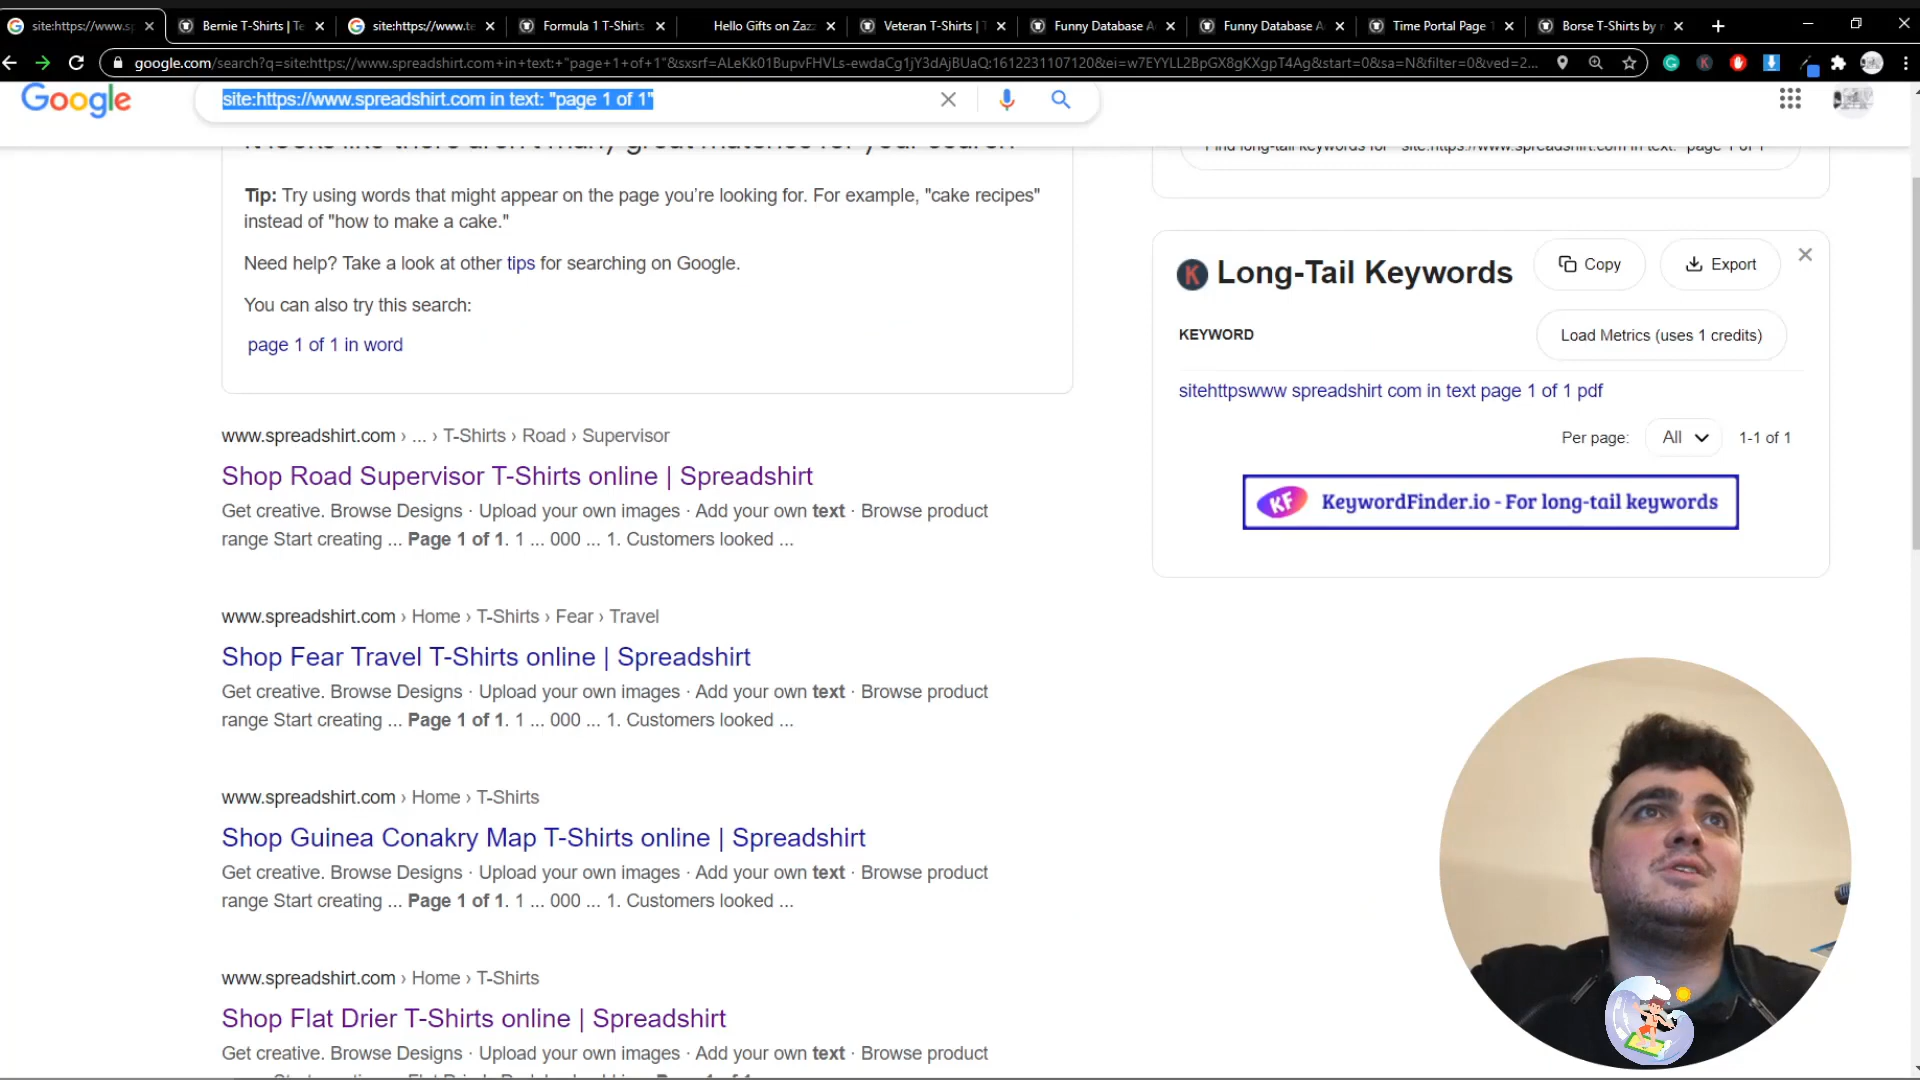 site:https://www.sp
Bernie T-Shirts | Te
site:https://www.te
Formula 1 T-Shirts
Hello Gifts on Zazz
Veteran T-Shirts | T
Funny Database A
Funny Database A
Time Portal Page T
Borse T-Shirts by
google.com/search?q=site:https://www.spreadshirt.com+in+text:+"page+1+of+1"&sxsrf=ALeKk01BupvFHVLs-ewdaCg1jY3dAjBUaQ:1612231107120&ei=w7EYYLL2BpGX8gKXgpT4Ag&start=0&sa=N&filter=0&ved=2...
Google
site:https://www.spreadshirt.com in text: "page 1 of 1"
It looks like there aren't many great matches for your search
Find long-tail keywords for "site:https://www.spreadshirt.com in text: "page 1 of 1"
Tip: Try using words that might appear on the page you're looking for. For example, "cake recipes"
instead of "how to make a cake."
Need help? Take a look at other tips for searching on Google.
You can also try this search:
page 1 of 1 in word
K Long-Tail Keywords
Copy
Export
KEYWORD
Load Metrics (uses 1 credits)
sitehttpswww spreadshirt com in text page 1 of 1 pdf
Per page: All 1-1 of 1
KF KeywordFinder.io - For long-tail keywords
www.spreadshirt.com › ... › T-Shirts › Road › Supervisor
Shop Road Supervisor T-Shirts online | Spreadshirt
Get creative. Browse Designs · Upload your own images · Add your own text · Browse product
range Start creating ... Page 1 of 1. 1 ... 000 ... 1. Customers looked ...
www.spreadshirt.com › Home › T-Shirts › Fear › Travel
Shop Fear Travel T-Shirts online | Spreadshirt
Get creative. Browse Designs · Upload your own images · Add your own text · Browse product
range Start creating ... Page 1 of 1. 1 ... 000 ... 1. Customers looked ...
www.spreadshirt.com › Home › T-Shirts
Shop Guinea Conakry Map T-Shirts online | Spreadshirt
Get creative. Browse Designs · Upload your own images · Add your own text · Browse product
range Start creating ... Page 1 of 1. 1 ... 000 ... 1. Customers looked ...
www.spreadshirt.com › Home › T-Shirts
Shop Flat Drier T-Shirts online | Spreadshirt
Get creative. Browse Designs · Upload your own images · Add your own text · Browse product